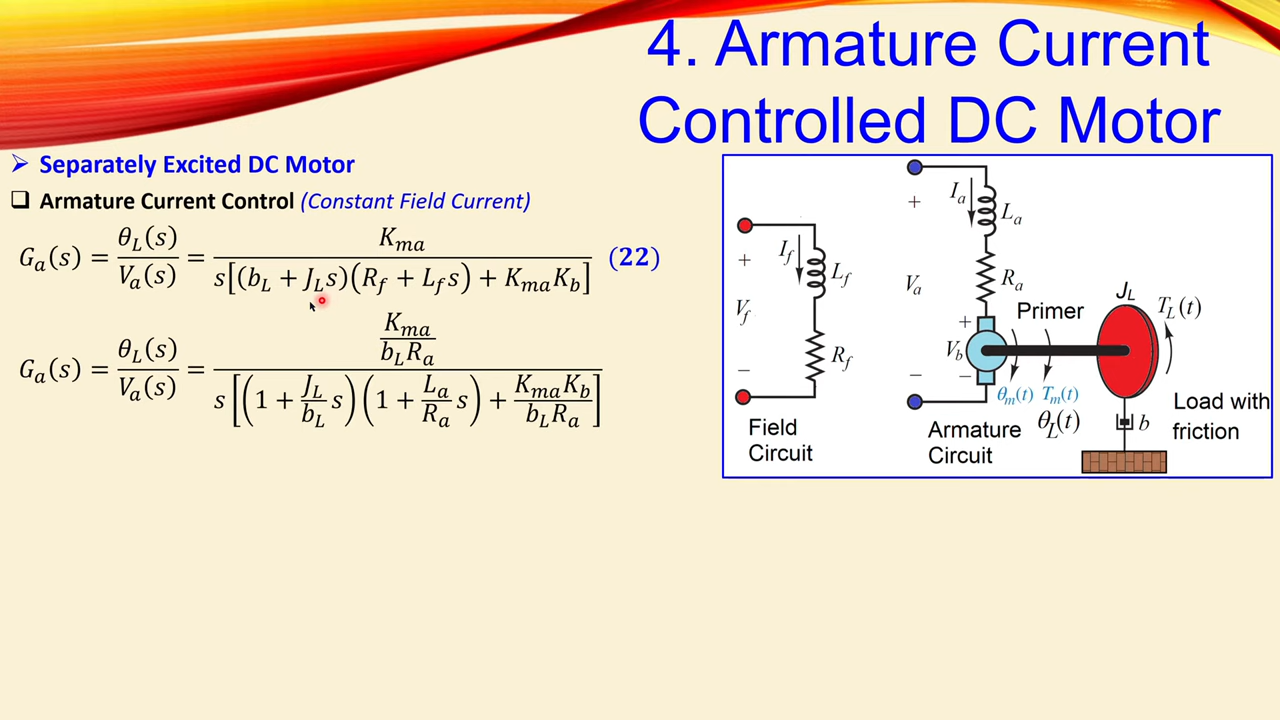 4. Armature Current
Controlled DC Motor
➢ Separately Excited DC Motor
❑ Armature Current Control (Constant Field Current)
G_a(s) = θ_L(s)/V_a(s) = K_ma / s[(b_L + J_L s)(R_f + L_f s) + K_ma K_b] (22)
G_a(s) = θ_L(s)/V_a(s) = (K_ma/(b_L R_a)) / s[(1 + (J_L/b_L) s)(1 + (L_a/R_a) s) + (K_ma K_b)/(b_L R_a)]
+
V_f
−
I_f
L_f
R_f
Field
Circuit
+
V_a
−
I_a
L_a
R_a
+
V_b
−
Armature
Circuit
Primer
θ_m(t) T_m(t)
θ_L(t)
J_L
T_L(t)
b
Load with
friction